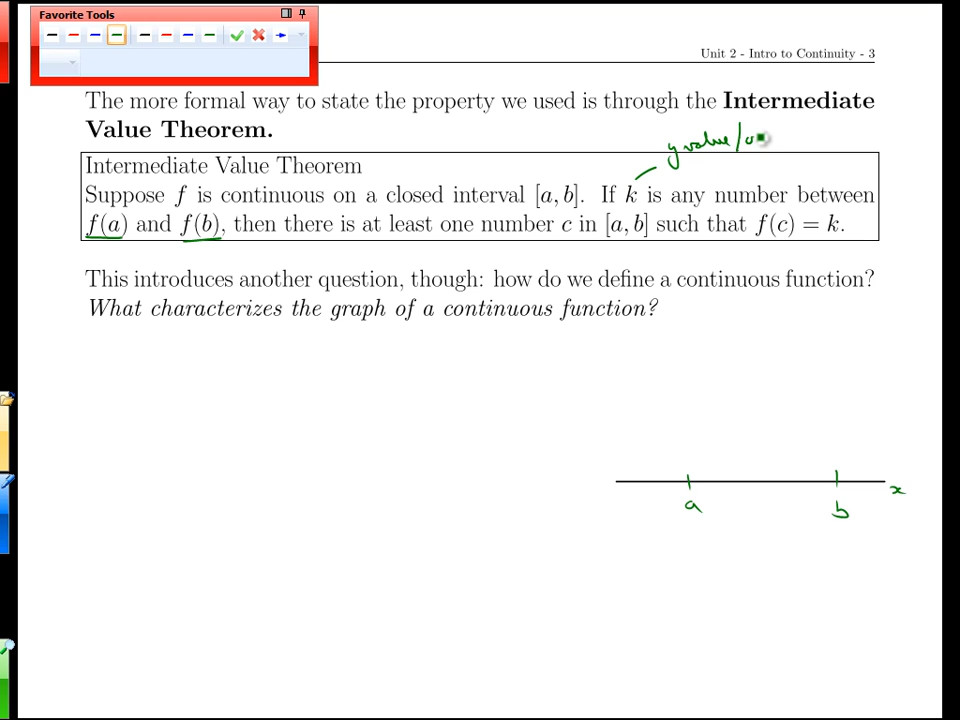 Favorite Tools
Unit 2 - Intro to Continuity - 3
The more formal way to state the property we used is through the Intermediate
Value Theorem.
y value/
Intermediate Value Theorem
Suppose f is continuous on a closed interval [a, b]. If k is any number between
f(a) and f(b), then there is at least one number c in [a, b] such that f(c) = k.
This introduces another question, though: how do we define a continuous function?
What characterizes the graph of a continuous function?
x
a b